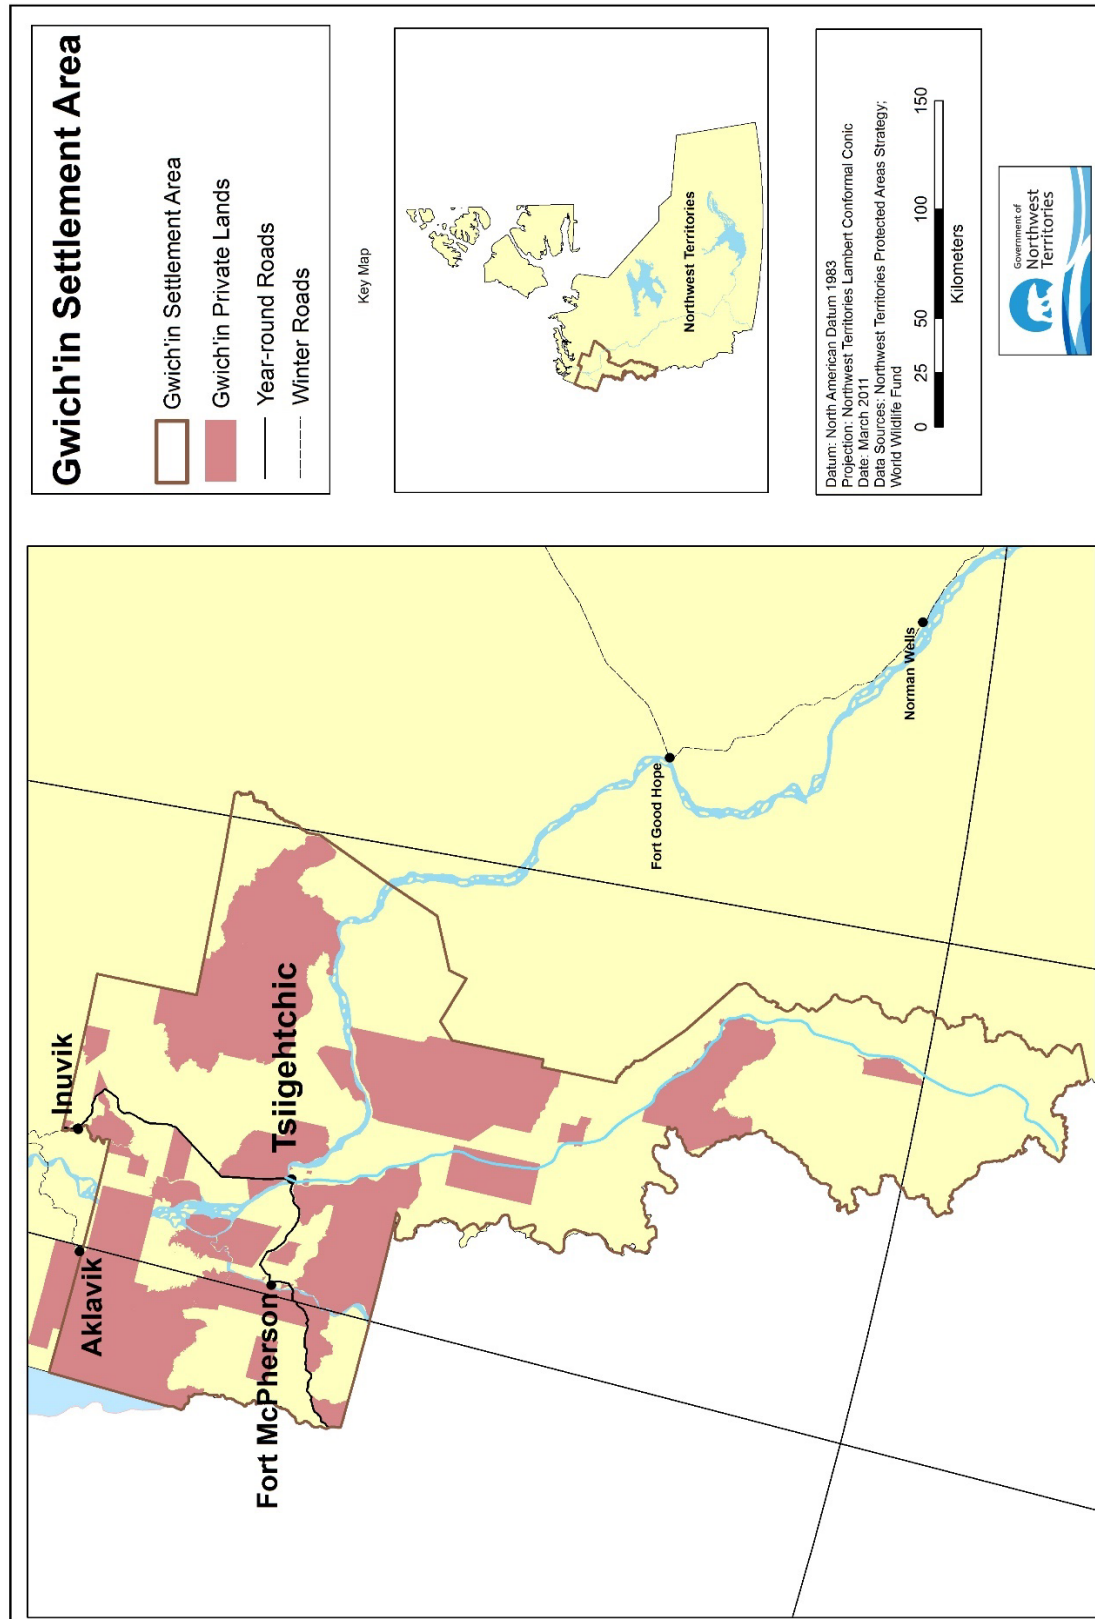 Gwich'in Settlement Area
Gwich'in Settlement Area
Gwich'in Private Lands
Year-round Roads
Winter Roads
Key Map
Northwest Territories
Datum: North American Datum 1983
Projection: Northwest Territories Lambert Conformal Conic
Date: March 2011
Data Sources: Northwest Territories Protected Areas Strategy;
World Wildlife Fund
0 25 50 100 150
Kilometers
Government of
Northwest
Territories
Inuvik
Aklavik
Tsiigehtchic
Fort McPherson
Fort Good Hope
Norman Wells